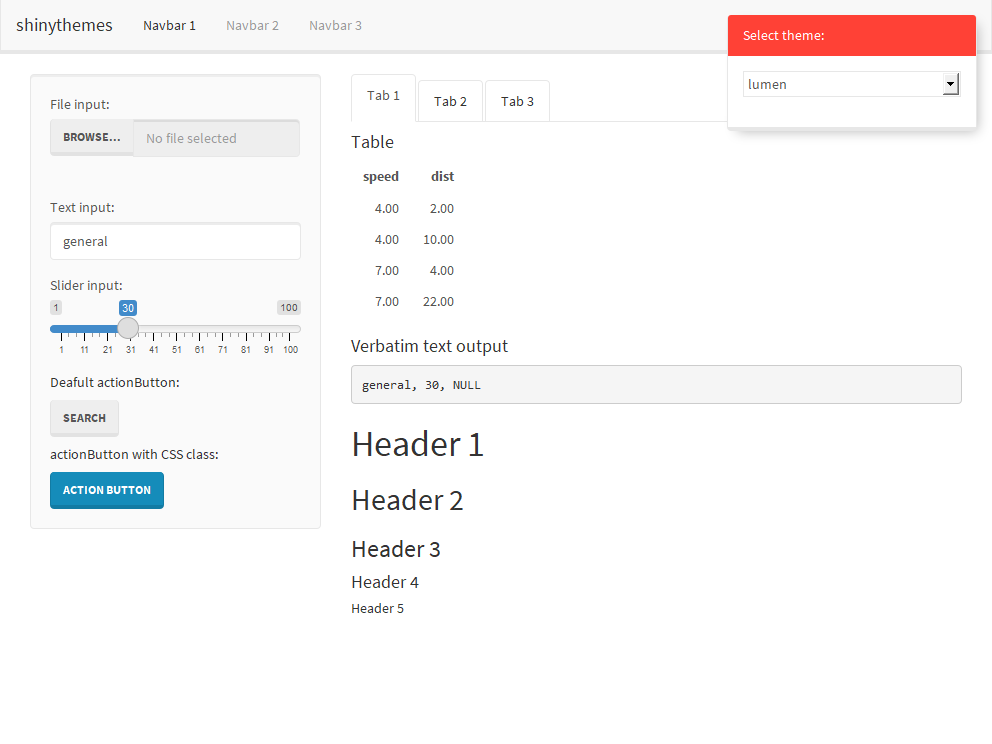 shinythemes Navbar 1 Navbar 2 Navbar 3
Select theme:
lumen
File input:
BROWSE... No file selected
Text input:
general
Slider input:
1 30 100
1 11 21 31 41 51 61 71 81 91 100
Deafult actionButton:
SEARCH
actionButton with CSS class:
ACTION BUTTON
Tab 1 Tab 2 Tab 3
Table
speed dist
4.00 2.00
4.00 10.00
7.00 4.00
7.00 22.00
Verbatim text output
general, 30, NULL
Header 1
Header 2
Header 3
Header 4
Header 5